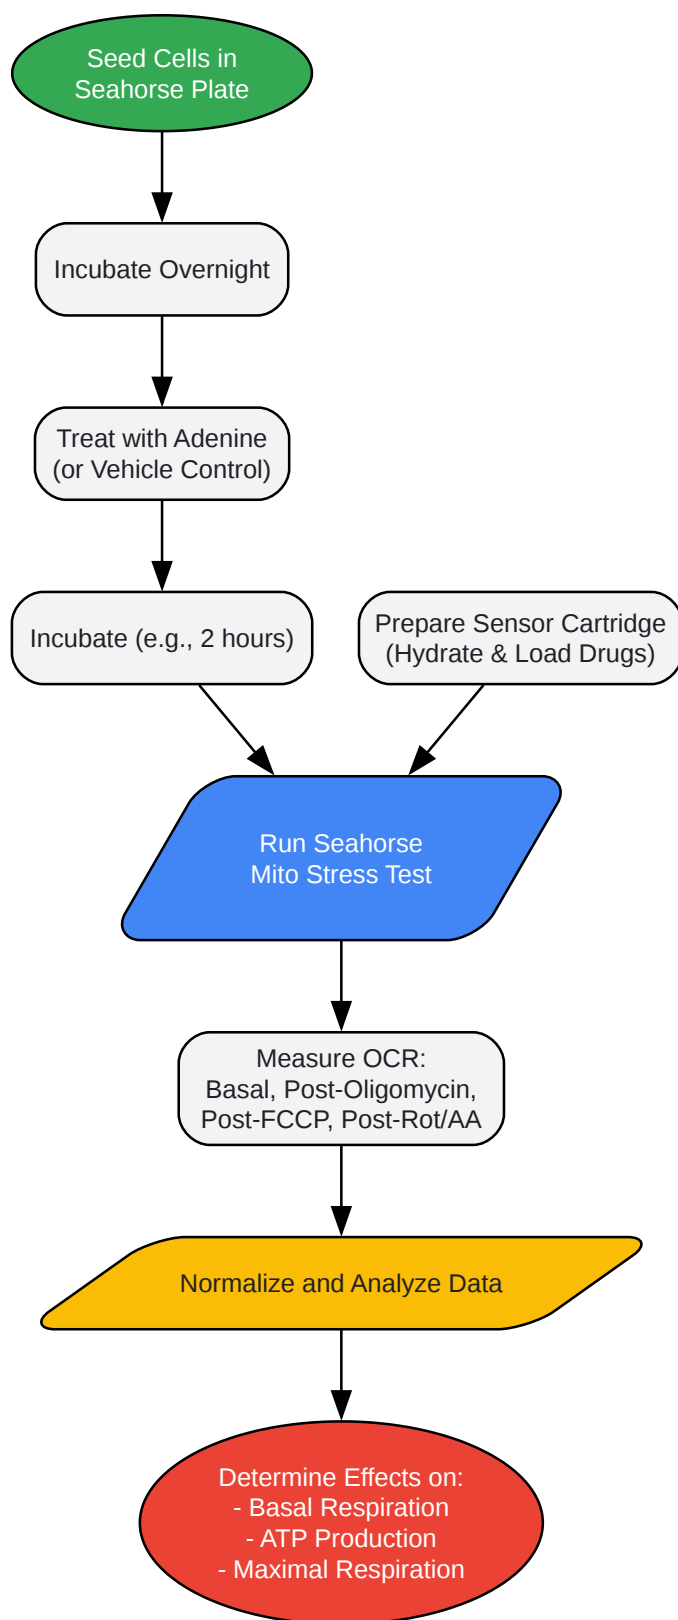 Seed Cells in
Seahorse Plate
Incubate Overnight
Treat with Adenine
(or Vehicle Control)
Incubate (e.g., 2 hours)
Prepare Sensor Cartridge
(Hydrate & Load Drugs)
Run Seahorse
Mito Stress Test
Measure OCR:
Basal, Post-Oligomycin,
Post-FCCP, Post-Rot/AA
Normalize and Analyze Data
Determine Effects on:
- Basal Respiration
- ATP Production
- Maximal Respiration